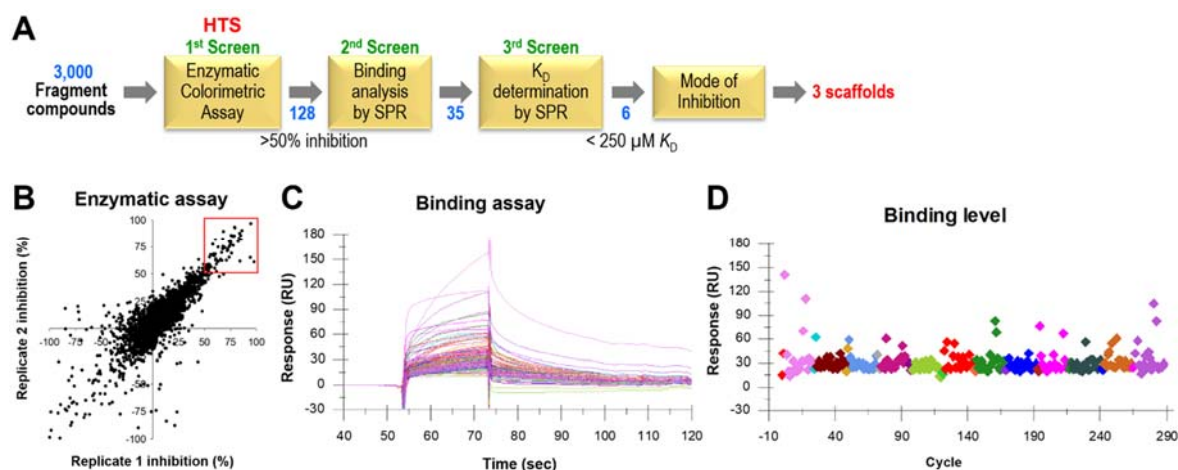 A
HTS
1st Screen
2nd Screen
3rd Screen
3,000
Fragment
compounds
Enzymatic
Colorimetric
Assay
128
Binding
analysis
by SPR
35
KD
determination
by SPR
6
Mode of
Inhibition
3 scaffolds
>50% inhibition
< 250 µM KD
B
Enzymatic assay
Replicate 2 inhibition (%)
100
75
50
25
-100 -75 -50 -25
25 50 75 100
-25
-50
-75
-100
Replicate 1 inhibition (%)
C
Binding assay
Response (RU)
180
150
120
90
60
30
0
-30
40 50 60 70 80 90 100 110 120
Time (sec)
D
Binding level
Response (RU)
180
150
120
90
60
30
0
-30
-10 40 90 140 190 240 290
Cycle